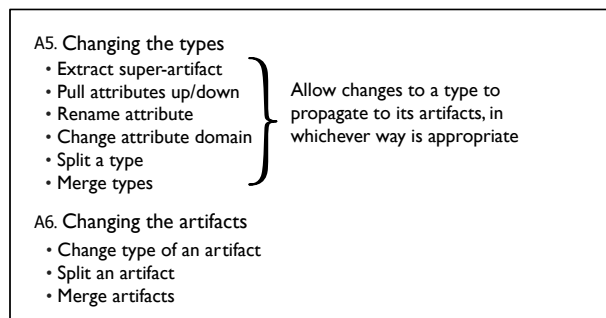 A5. Changing the types
• Extract super-artifact
• Pull attributes up/down
• Rename attribute
• Change attribute domain
• Split a type
• Merge types
Allow changes to a type to
propagate to its artifacts, in
whichever way is appropriate
A6. Changing the artifacts
• Change type of an artifact
• Split an artifact
• Merge artifacts